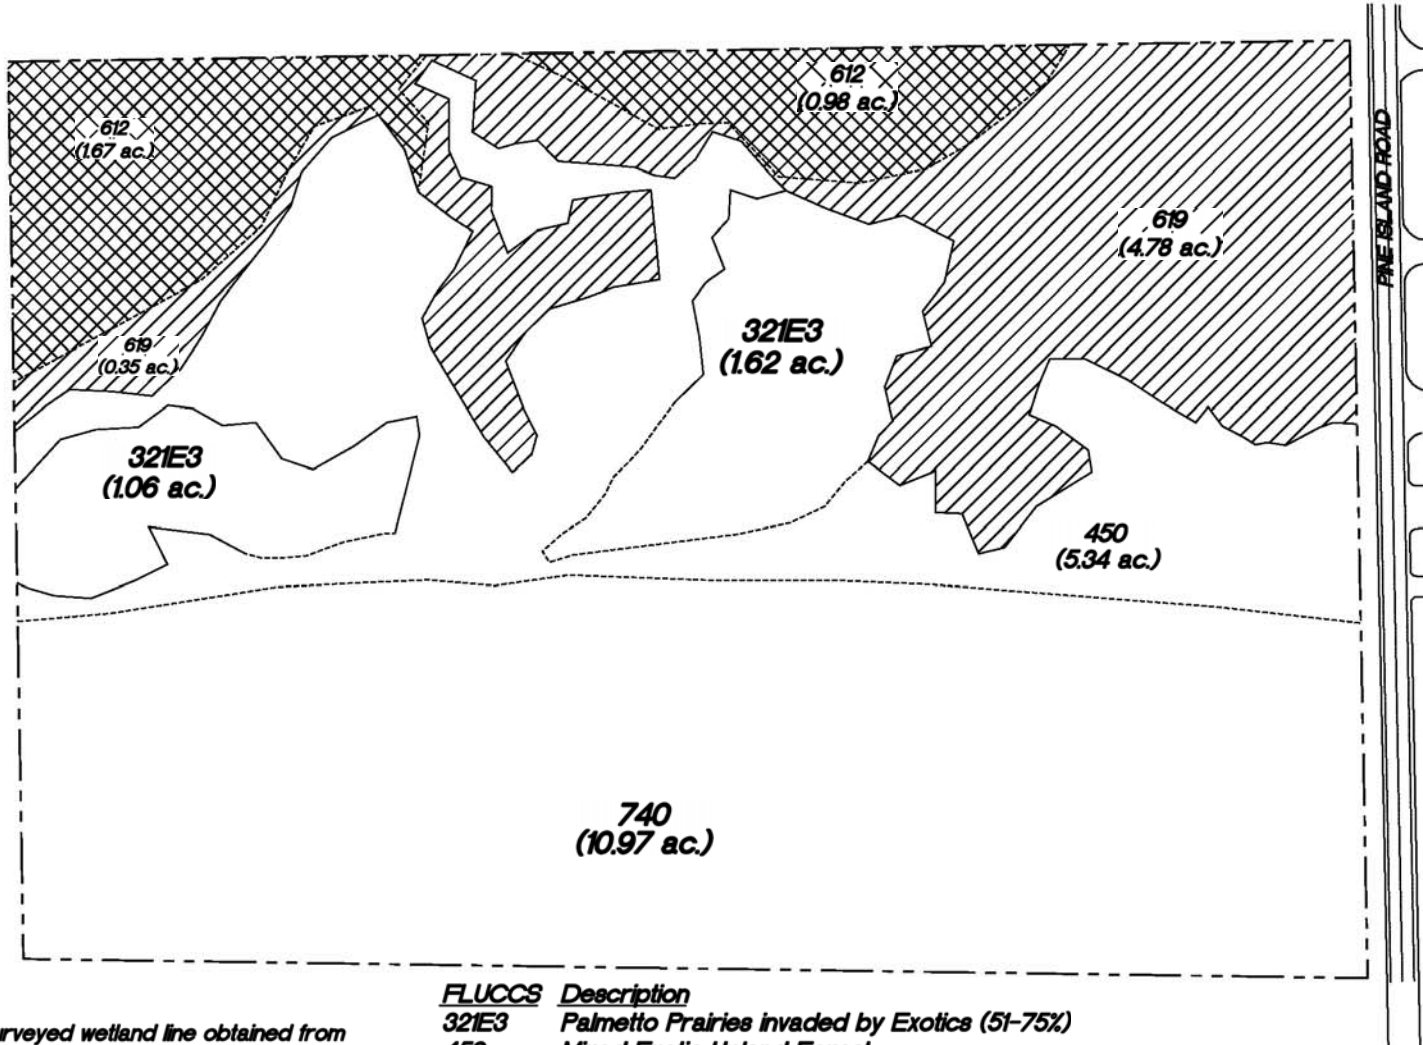 612
(1.67 ac.)
612
(0.98 ac.)
619
(4.78 ac.)
PINE ISLAND ROAD
619
(0.35 ac.)
321E3
(1.62 ac.)
321E3
(1.06 ac.)
450
(5.34 ac.)
740
(10.97 ac.)
FLUCCS Description
321E3 Palmetto Prairies invaded by Exotics (51-75%)
urveyed wetland line obtained from